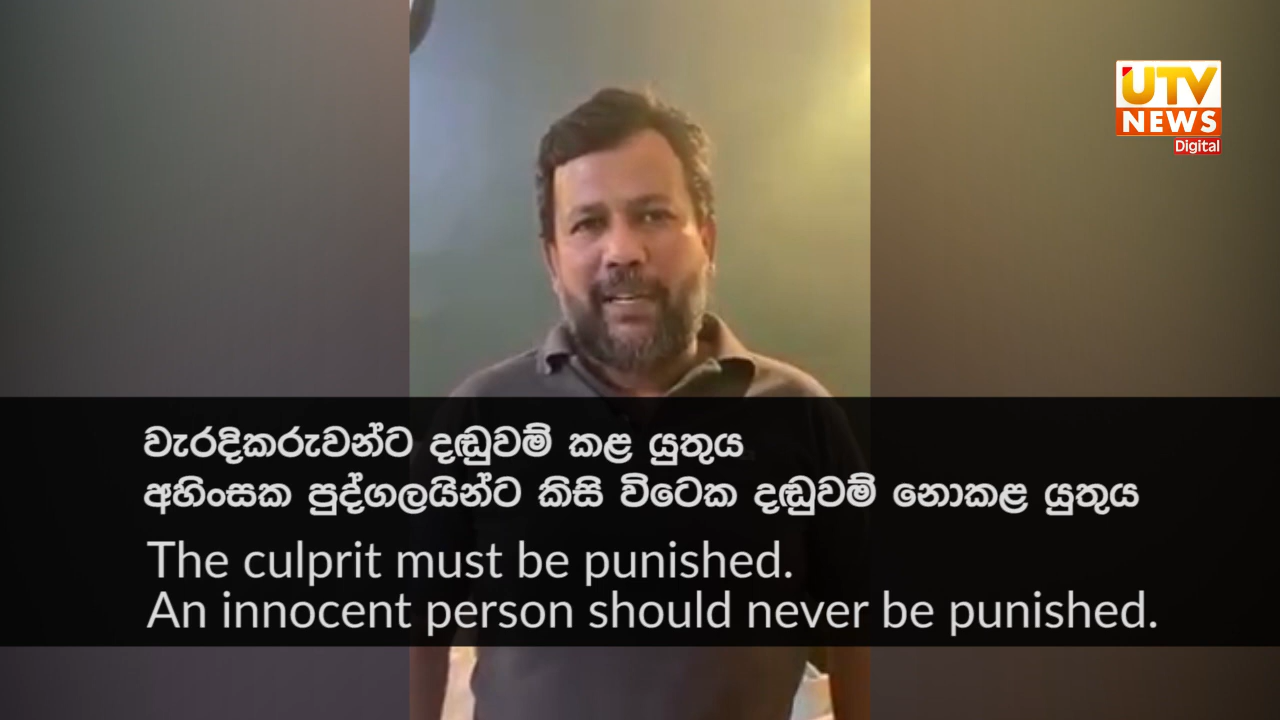 UTV
NEWS
Digital
වැරදිකරුවන්ට දඬුවම් කළ යුතුය
අහිංසක පුද්ගලයින්ට කිසි විටෙක දඬුවම් නොකළ යුතුය
The culprit must be punished.
An innocent person should never be punished.